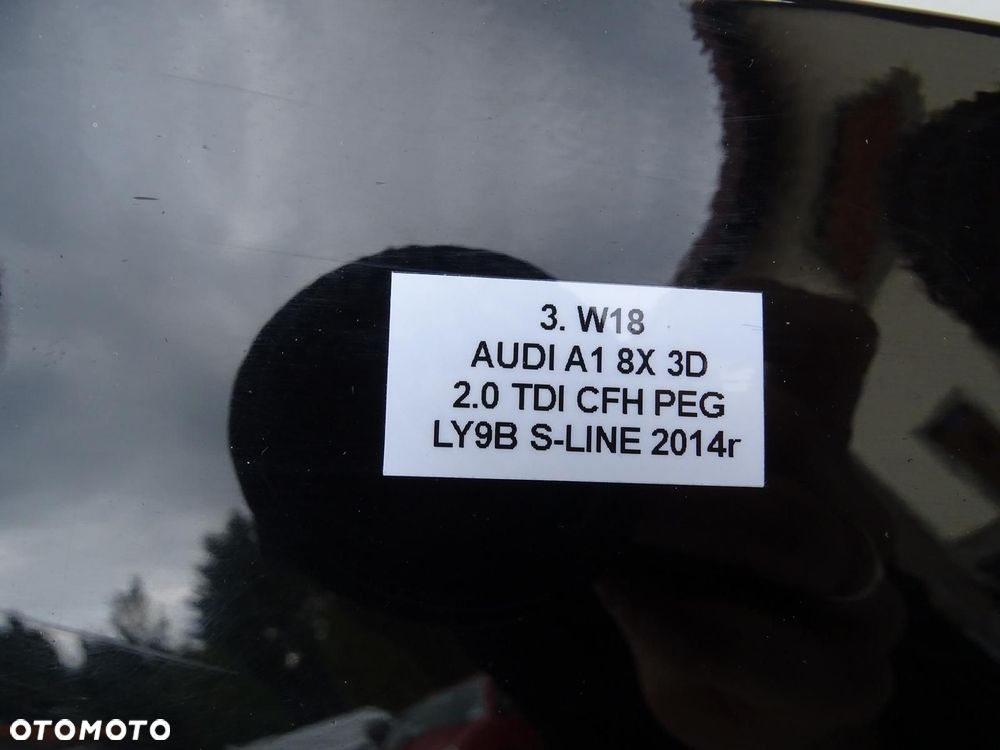 3. W18
AUDI A1 8X 3D
2.0 TDI CFH PEG
LY9B S-LINE 2014r
OTOMOTO